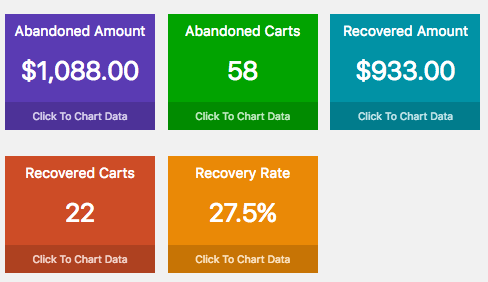 Abandoned Amount
$1,088.00
Click To Chart Data
Abandoned Carts
58
Click To Chart Data
Recovered Amount
$933.00
Click To Chart Data
Recovered Carts
22
Click To Chart Data
Recovery Rate
27.5%
Click To Chart Data